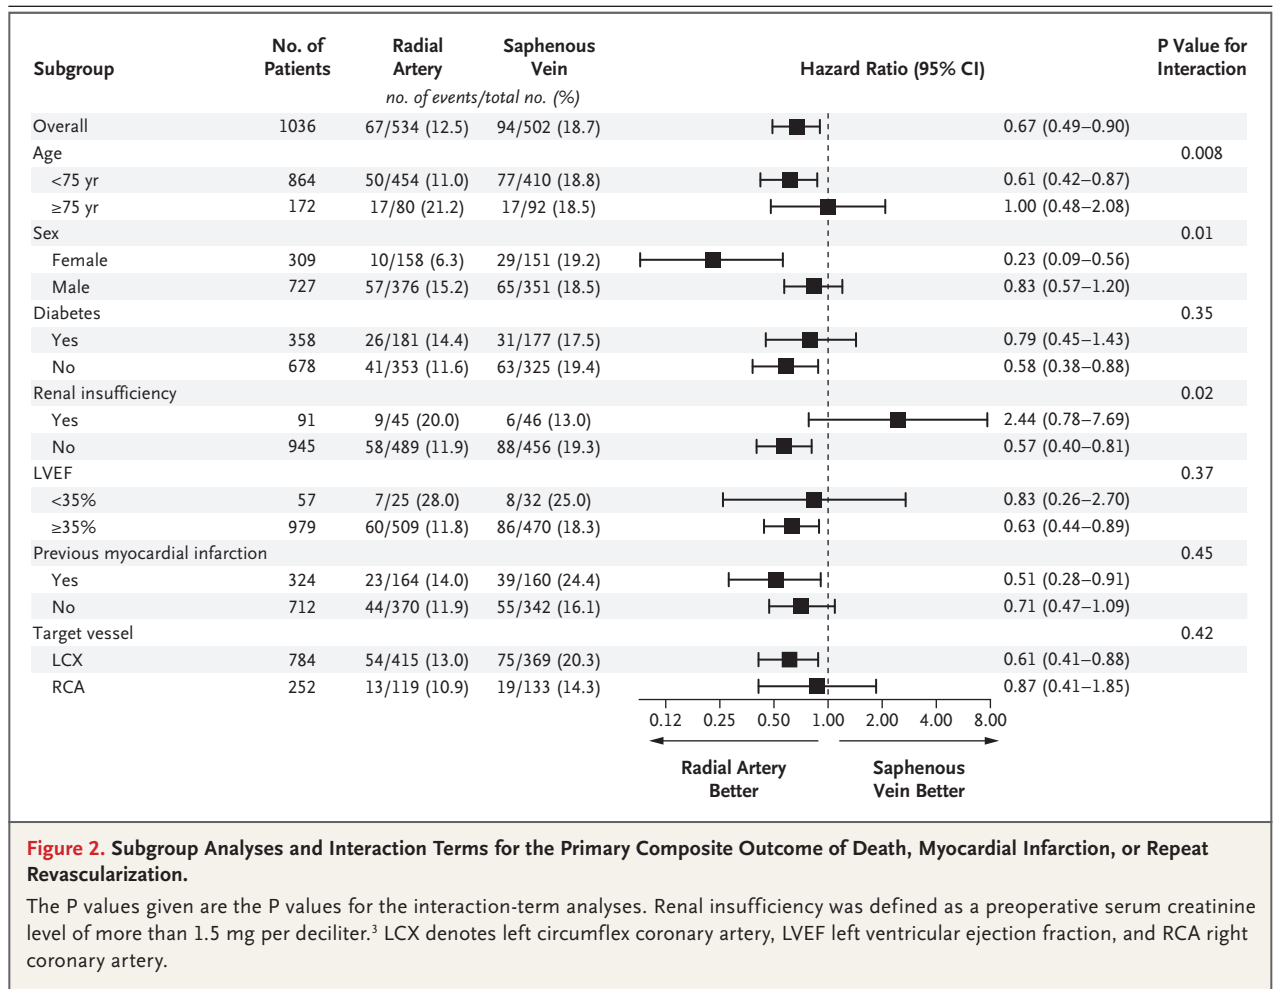 Subgroup No. of Patients Radial Artery Saphenous Vein Hazard Ratio (95% CI) P Value for Interaction
no. of events/total no. (%)
Overall 1036 67/534 (12.5) 94/502 (18.7) 0.67 (0.49–0.90)
Age 0.008
<75 yr 864 50/454 (11.0) 77/410 (18.8) 0.61 (0.42–0.87)
≥75 yr 172 17/80 (21.2) 17/92 (18.5) 1.00 (0.48–2.08)
Sex 0.01
Female 309 10/158 (6.3) 29/151 (19.2) 0.23 (0.09–0.56)
Male 727 57/376 (15.2) 65/351 (18.5) 0.83 (0.57–1.20)
Diabetes 0.35
Yes 358 26/181 (14.4) 31/177 (17.5) 0.79 (0.45–1.43)
No 678 41/353 (11.6) 63/325 (19.4) 0.58 (0.38–0.88)
Renal insufficiency 0.02
Yes 91 9/45 (20.0) 6/46 (13.0) 2.44 (0.78–7.69)
No 945 58/489 (11.9) 88/456 (19.3) 0.57 (0.40–0.81)
LVEF 0.37
<35% 57 7/25 (28.0) 8/32 (25.0) 0.83 (0.26–2.70)
≥35% 979 60/509 (11.8) 86/470 (18.3) 0.63 (0.44–0.89)
Previous myocardial infarction 0.45
Yes 324 23/164 (14.0) 39/160 (24.4) 0.51 (0.28–0.91)
No 712 44/370 (11.9) 55/342 (16.1) 0.71 (0.47–1.09)
Target vessel 0.42
LCX 784 54/415 (13.0) 75/369 (20.3) 0.61 (0.41–0.88)
RCA 252 13/119 (10.9) 19/133 (14.3) 0.87 (0.41–1.85)
0.12 0.25 0.50 1.00 2.00 4.00 8.00
Radial Artery Better Saphenous Vein Better
Figure 2. Subgroup Analyses and Interaction Terms for the Primary Composite Outcome of Death, Myocardial Infarction, or Repeat
Revascularization.
The P values given are the P values for the interaction-term analyses. Renal insufficiency was defined as a preoperative serum creatinine
level of more than 1.5 mg per deciliter.³ LCX denotes left circumflex coronary artery, LVEF left ventricular ejection fraction, and RCA right
coronary artery.